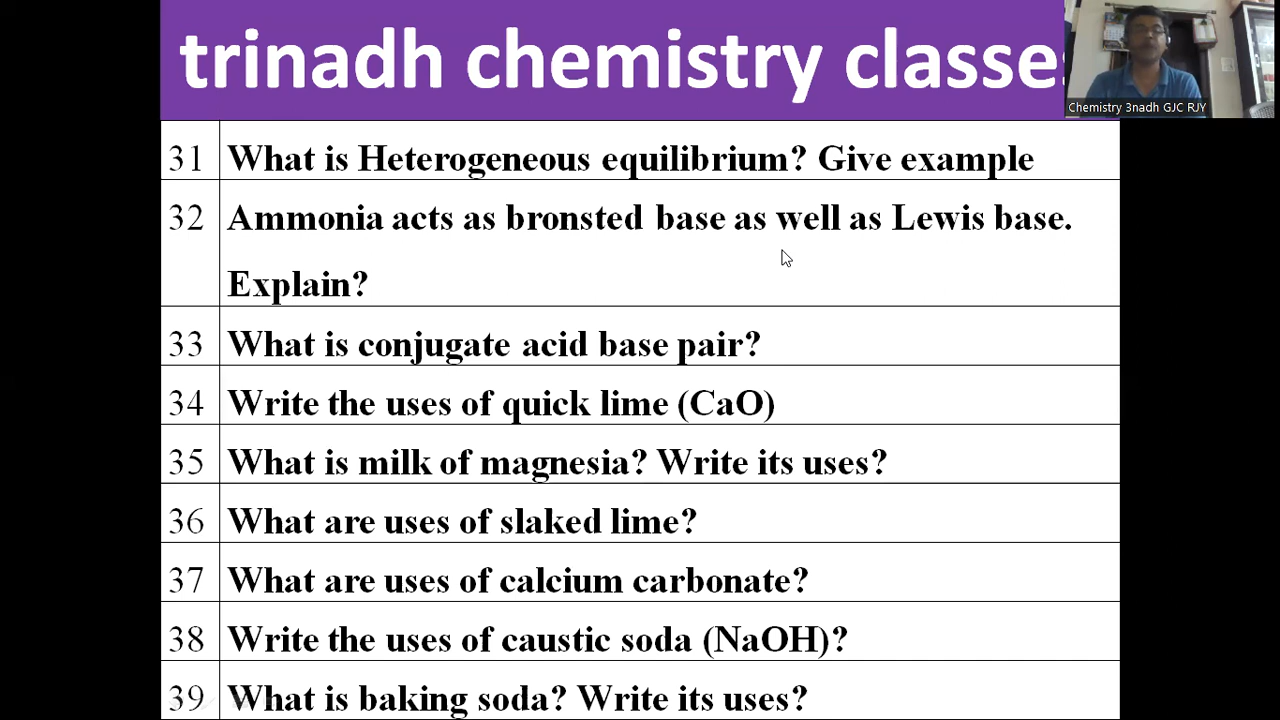 trinadh chemistry classes
Chemistry 3nadh GJC RJY
31 What is Heterogeneous equilibrium? Give example
32 Ammonia acts as bronsted base as well as Lewis base.
Explain?
33 What is conjugate acid base pair?
34 Write the uses of quick lime (CaO)
35 What is milk of magnesia? Write its uses?
36 What are uses of slaked lime?
37 What are uses of calcium carbonate?
38 Write the uses of caustic soda (NaOH)?
39 What is baking soda? Write its uses?